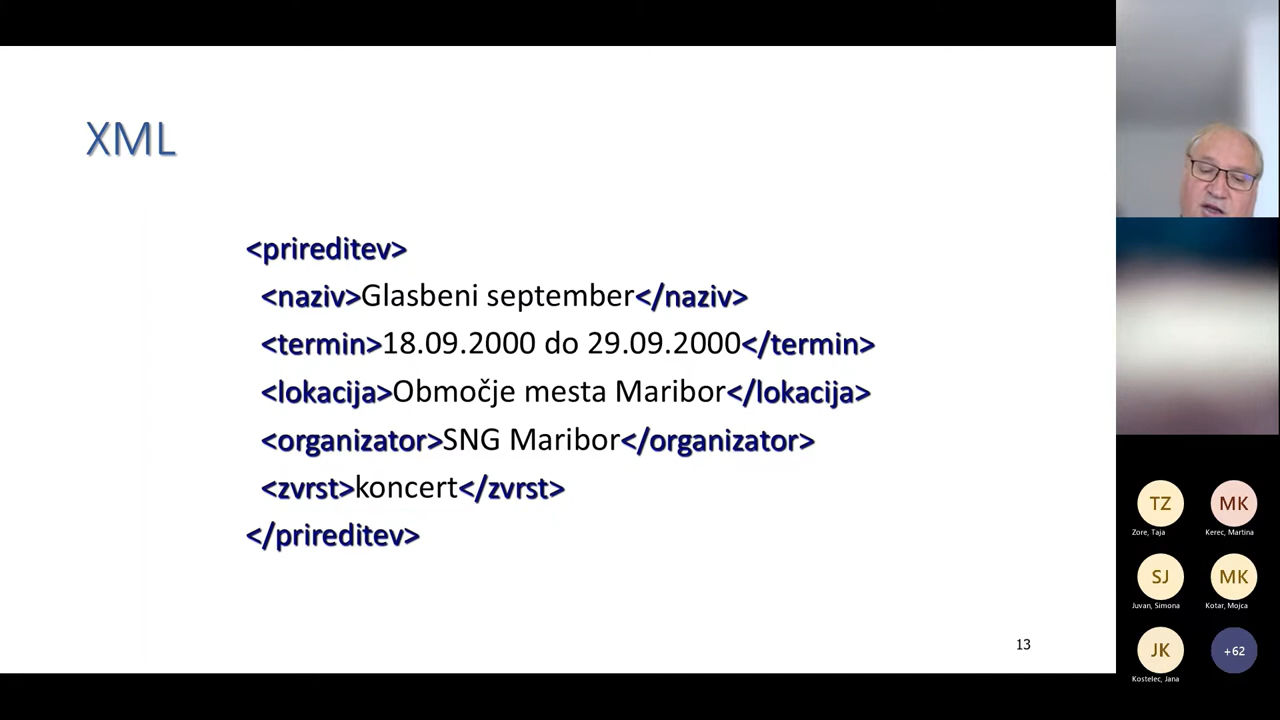 XML
<prireditev>
<naziv>Glasbeni september</naziv>
<termin>18.09.2000 do 29.09.2000</termin>
<lokacija>Območje mesta Maribor</lokacija>
<organizator>SNG Maribor</organizator>
<zvrst>koncert</zvrst>
</prireditev>
13
TZ
MK
Zore, Taja
Kerec, Martina
SJ
MK
Juvan, Simona
Kotar, Mojca
JK
+62
Kostelec, Jana